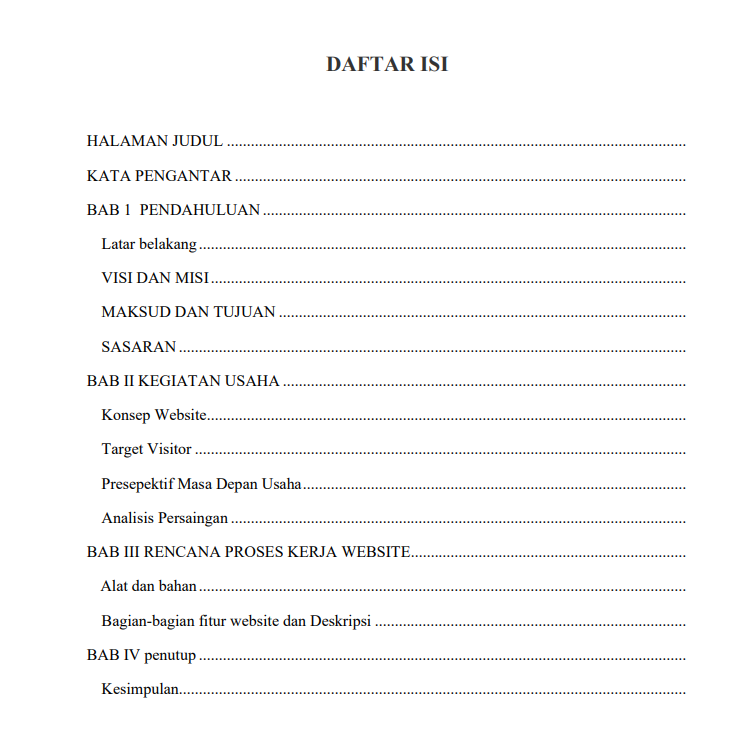 DAFTAR ISI
HALAMAN JUDUL ..................................................................................................................
KATA PENGANTAR ................................................................................................................
BAB 1  PENDAHULUAN .........................................................................................................
Latar belakang .........................................................................................................................
VISI DAN MISI ......................................................................................................................
MAKSUD DAN TUJUAN .....................................................................................................
SASARAN ..............................................................................................................................
BAB II KEGIATAN USAHA ....................................................................................................
Konsep Website.......................................................................................................................
Target Visitor ..........................................................................................................................
Presepektif Masa Depan Usaha...............................................................................................
Analisis Persaingan .................................................................................................................
BAB III RENCANA PROSES KERJA WEBSITE....................................................................
Alat dan bahan .........................................................................................................................
Bagian-bagian fitur website dan Deskripsi .............................................................................
BAB IV penutup .........................................................................................................................
Kesimpulan..............................................................................................................................